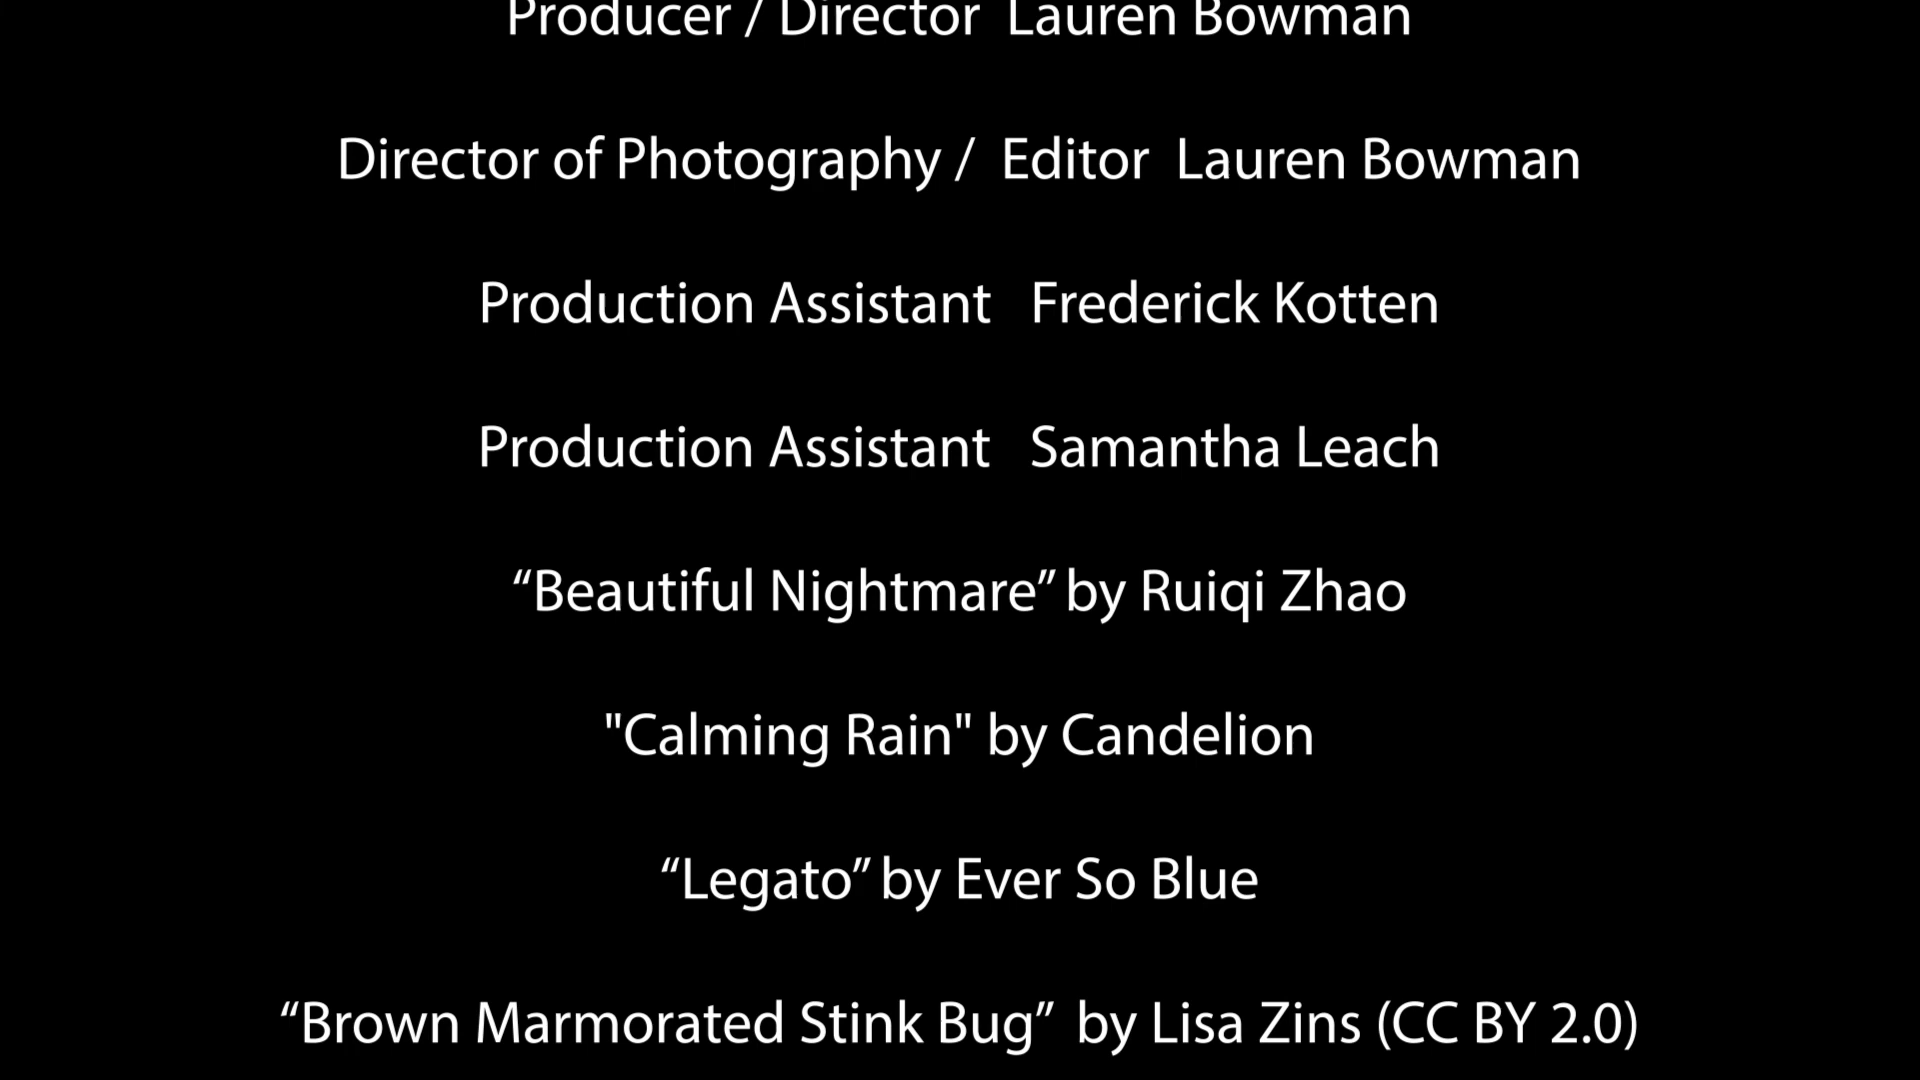 Producer / Director  Lauren Bowman
Director of Photography /  Editor  Lauren Bowman
Production Assistant   Frederick Kotten
Production Assistant   Samantha Leach
“Beautiful Nightmare” by Ruiqi Zhao
"Calming Rain" by Candelion
“Legato” by Ever So Blue
“Brown Marmorated Stink Bug”  by Lisa Zins (CC BY 2.0)